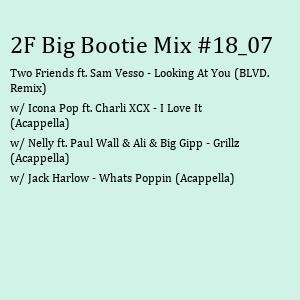 2F Big Bootie Mix #18_07
Two Friends ft. Sam Vesso - Looking At You (BLVD.
Remix)
w/ Icona Pop ft. Charli XCX - I Love It
(Acappella)
w/ Nelly ft. Paul Wall & Ali & Big Gipp - Grillz
(Acappella)
w/ Jack Harlow - Whats Poppin (Acappella)